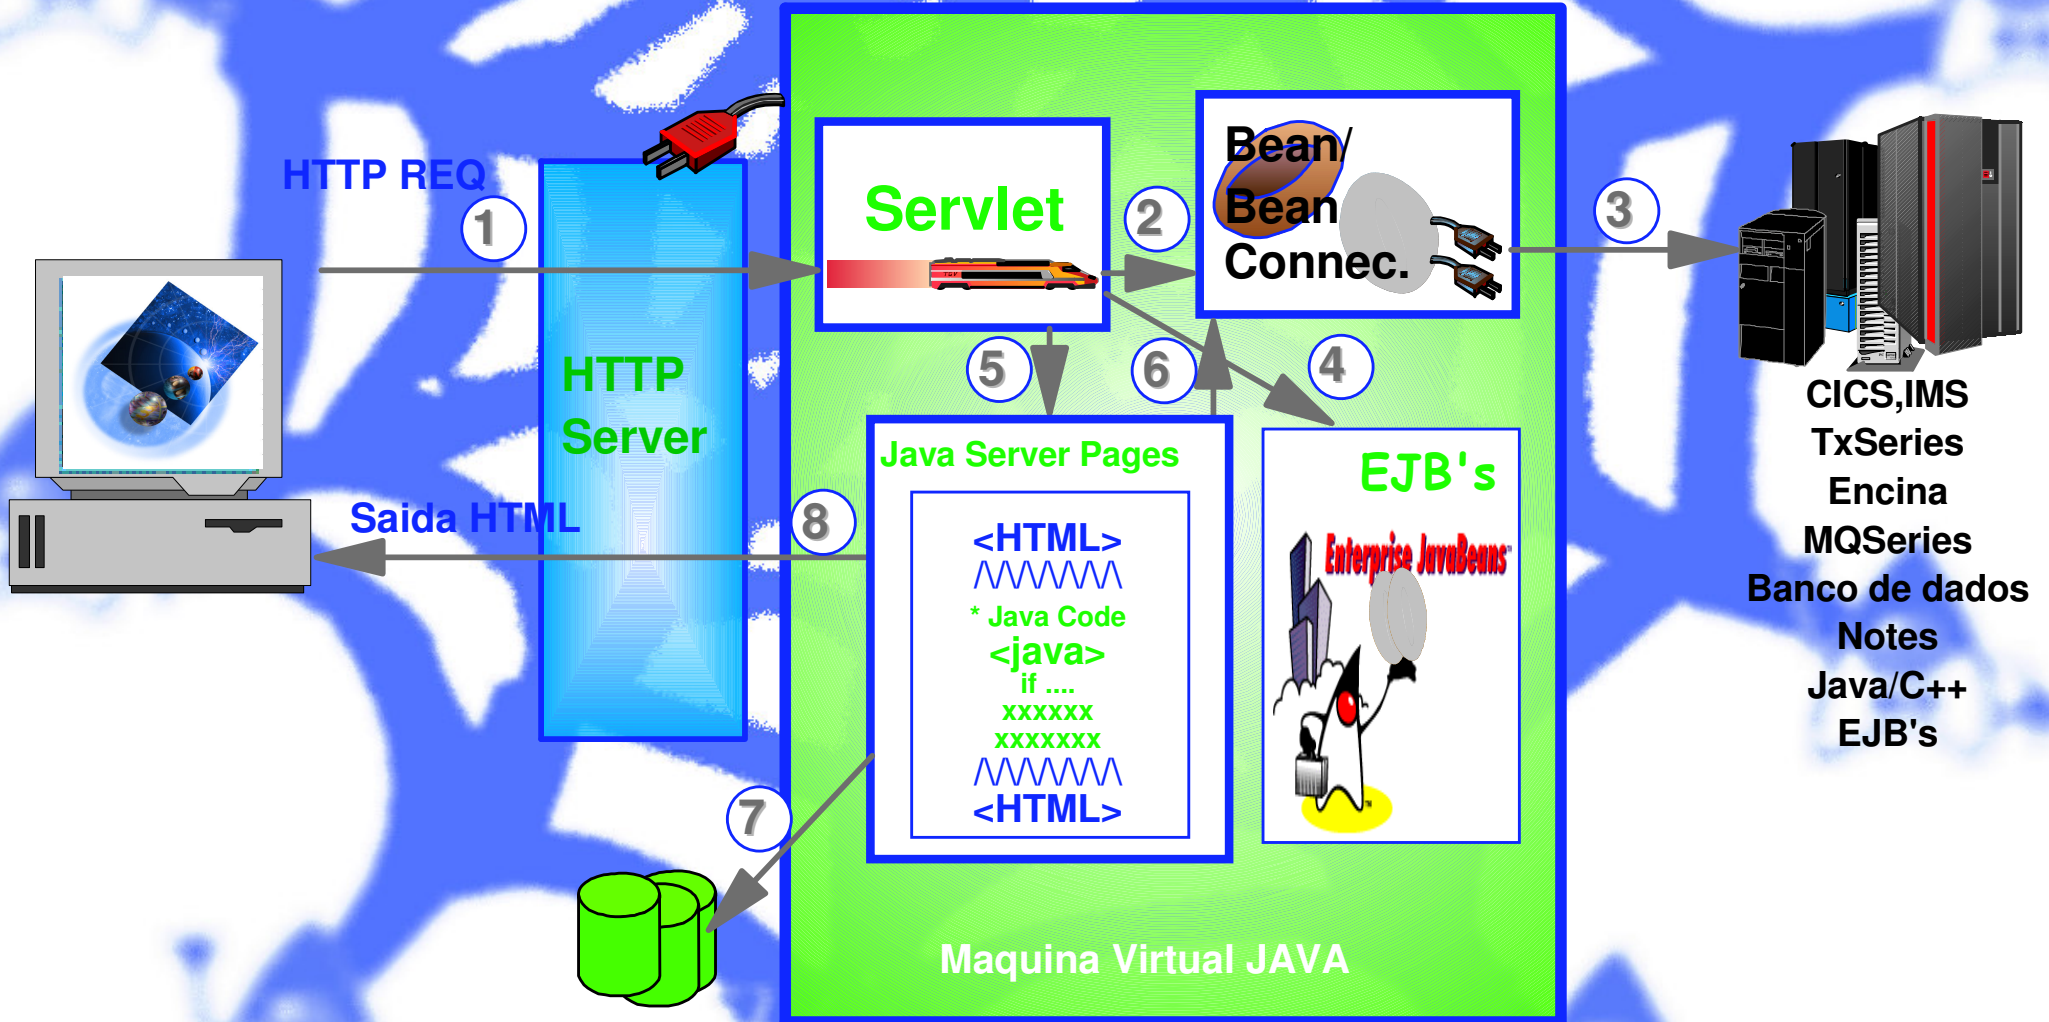 HTTP REQ
1
HTTP
Server
Saida HTML
8
Servlet
TGV
2
Bean/
Bean
Connec.
3
5
6
4
Java Server Pages
<HTML>
/\/\/\/\/\/\/\
* Java Code
<java>
if ....
xxxxxx
xxxxxxx
/\/\/\/\/\/\/\
<HTML>
EJB's
Enterprise JavaBeans™
7
Maquina Virtual JAVA
CICS,IMS
TxSeries
Encina
MQSeries
Banco de dados
Notes
Java/C++
EJB's